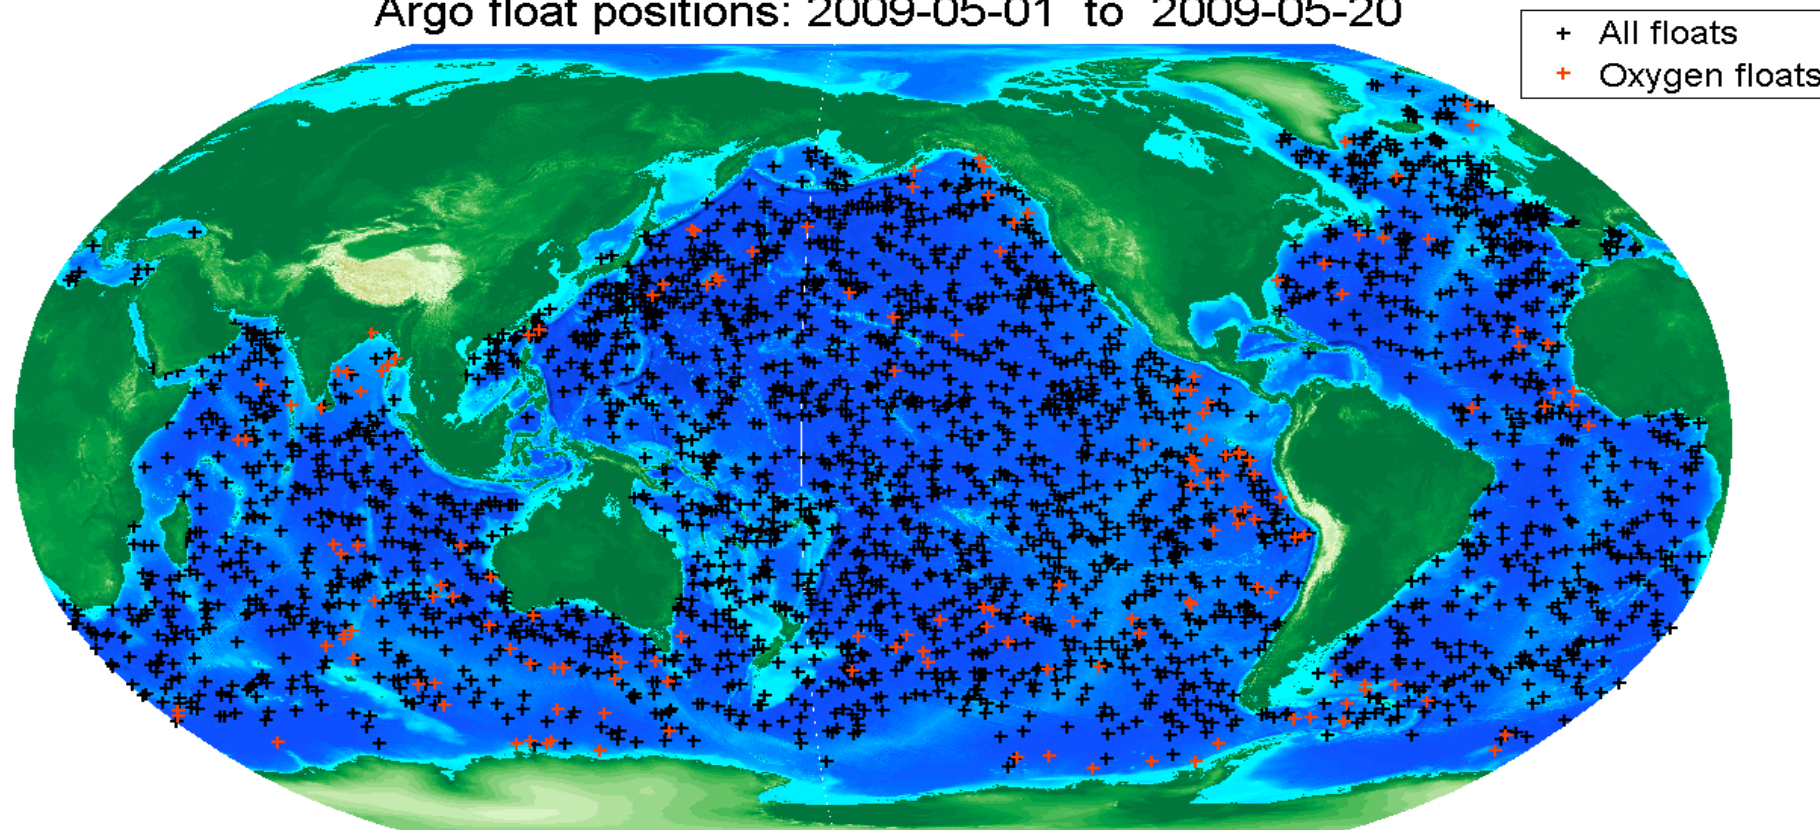 Argo float positions: 2009-05-01 to 2009-05-20
+ All floats
+ Oxygen floats